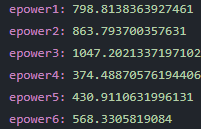 epower1: 798.8138363927461
epower2: 863.793700357631
epower3: 1047.2021337197102
epower4: 374.48870576194406
epower5: 430.9110631996131
epower6: 568.3305819084